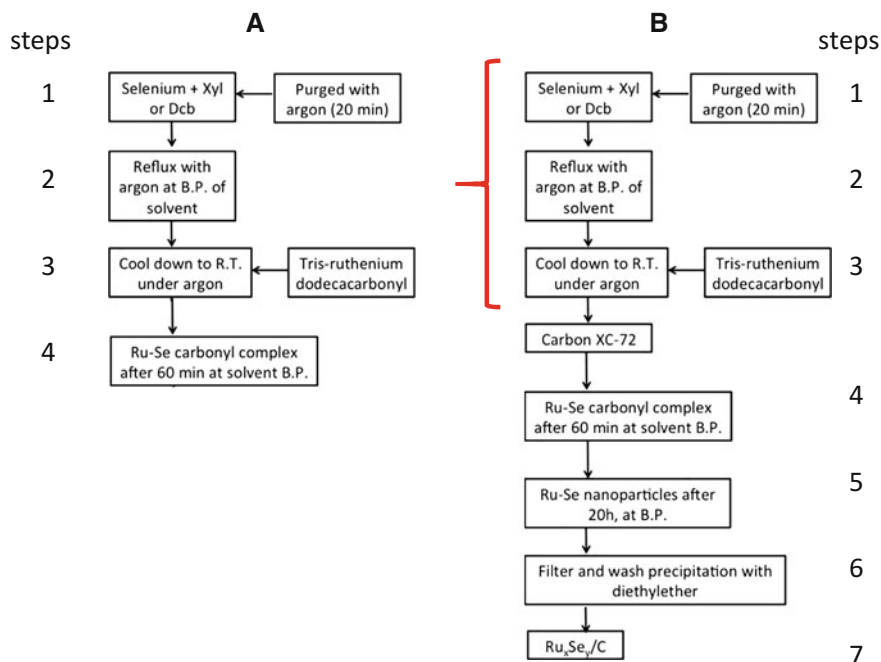 A
B
steps
steps
1
Selenium + Xyl
or Dcb
Purged with
argon (20 min)
2
Reflux with
argon at B.P. of
solvent
3
Cool down to R.T.
under argon
Tris-ruthenium
dodecacarbonyl
4
Ru-Se carbonyl complex
after 60 min at solvent B.P.
Selenium + Xyl
or Dcb
Purged with
argon (20 min)
1
Reflux with
argon at B.P. of
solvent
2
Cool down to R.T.
under argon
Tris-ruthenium
dodecacarbonyl
3
Carbon XC-72
Ru-Se carbonyl complex
after 60 min at solvent B.P.
4
Ru-Se nanoparticles after
20h, at B.P.
5
Filter and wash precipitation with
diethylether
6
RuₓSeᵧ/C
7